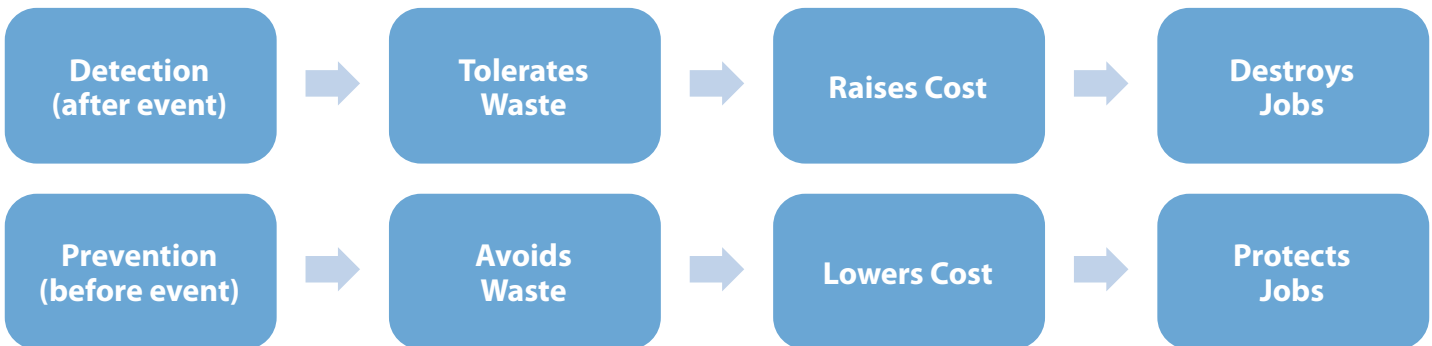 Detection
(after event)
Tolerates
Waste
Raises Cost
Destroys
Jobs
Prevention
(before event)
Avoids
Waste
Lowers Cost
Protects
Jobs